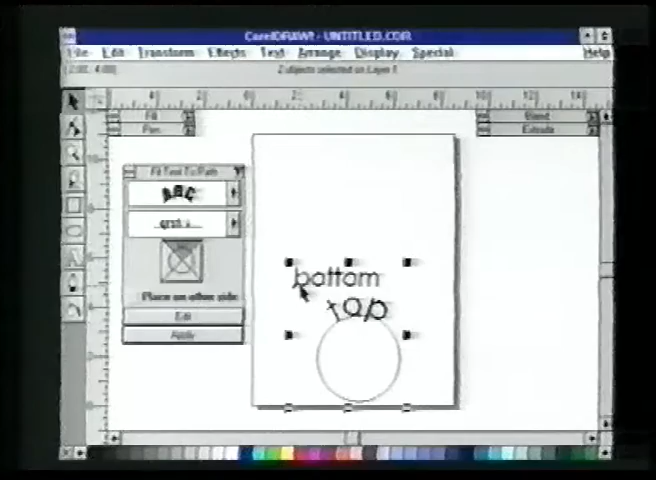 CorelDRAW! - UNTITLED.CDR
File Edit Transform Effects Text Arrange Display Special Help
2 objects selected on Layer 1
Fill
Pen
Blend
Extrude
Fit Text To Path
ABC
bottom
top
Place on other side
Edit
Apply